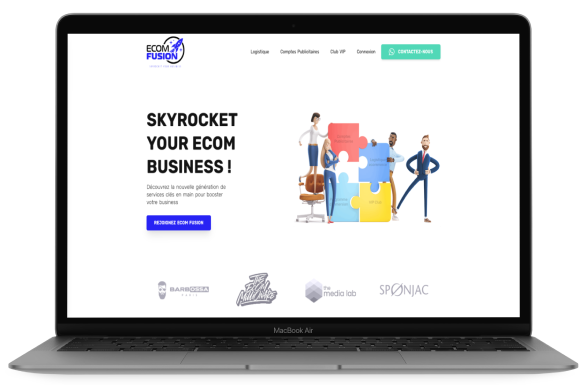 ECOM
FUSION
Logistique Comptes Publicitaires Club VIP Connexion CONTACTEZ-NOUS
SKYROCKET
YOUR ECOM
BUSINESS !
Découvrez la nouvelle génération de
services clés en main pour booster
votre business
REJOIGNEZ ECOM FUSION
BARBOSSA
PARIS
the
media lab
SPONJAC
MacBook Air